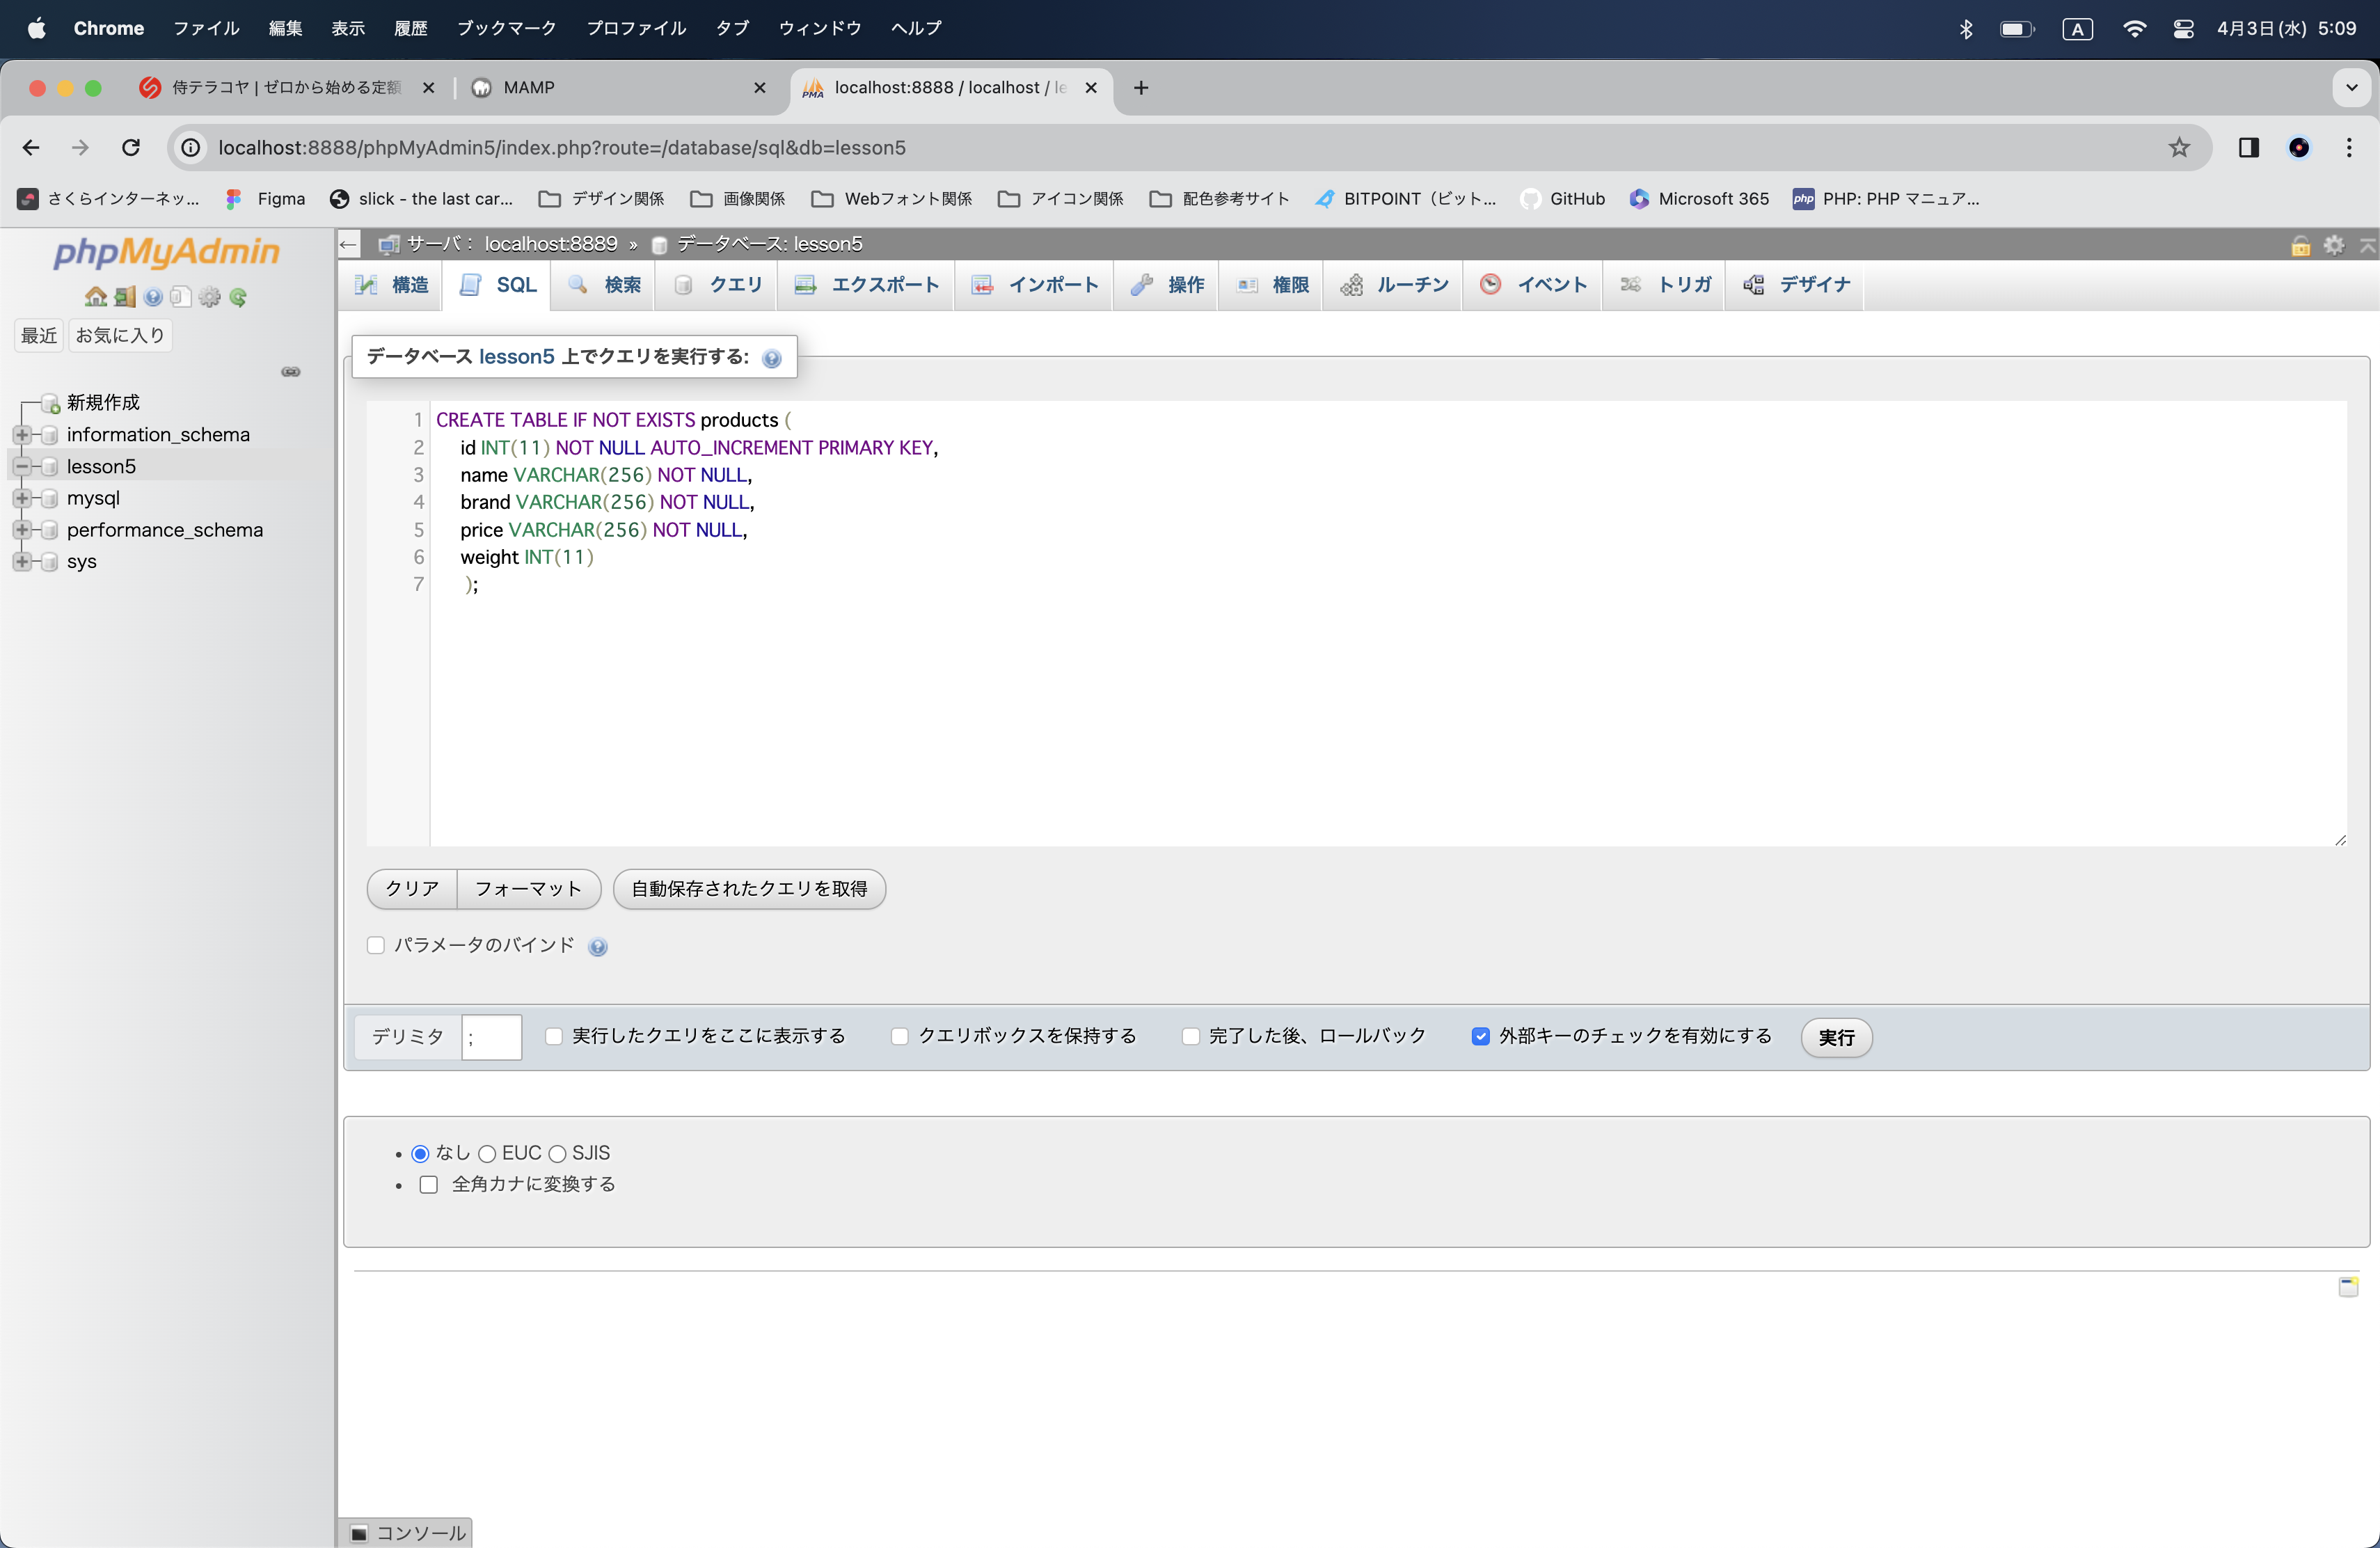 Chrome ファイル 編集 表示 履歴 ブックマーク プロファイル タブ ウィンドウ ヘルプ A 4月3日(水) 5:09
侍テラコヤ | ゼロから始める定額 MAMP PMA localhost:8888 / localhost / le
localhost:8888/phpMyAdmin5/index.php?route=/database/sql&db=lesson5
さくらインターネッ... Figma slick - the last car... デザイン関係 画像関係 Webフォント関係 アイコン関係 配色参考サイト BITPOINT（ビット... GitHub Microsoft 365 php PHP: PHP マニュア...
phpMyAdmin
最近 お気に入り
新規作成
information_schema
lesson5
mysql
performance_schema
sys
サーバ： localhost:8889 » データベース: lesson5
構造 SQL 検索 クエリ エクスポート インポート 操作 権限 ルーチン イベント トリガ デザイナ
データベース lesson5 上でクエリを実行する:
1 CREATE TABLE IF NOT EXISTS products (
2 id INT(11) NOT NULL AUTO_INCREMENT PRIMARY KEY,
3 name VARCHAR(256) NOT NULL,
4 brand VARCHAR(256) NOT NULL,
5 price VARCHAR(256) NOT NULL,
6 weight INT(11)
7 );
クリア フォーマット 自動保存されたクエリを取得
パラメータのバインド
デリミタ ; 実行したクエリをここに表示する クエリボックスを保持する 完了した後、ロールバック 外部キーのチェックを有効にする 実行
• なし EUC SJIS
• 全角カナに変換する
コンソール